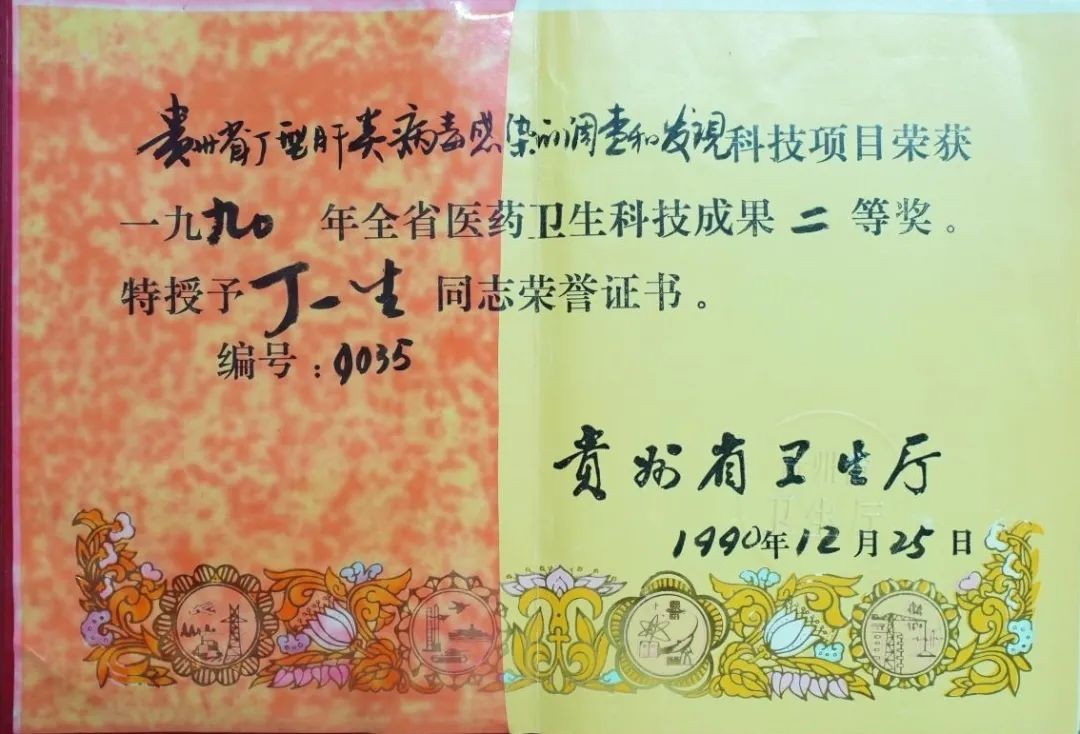 贵州省丁型肝炎病毒感染的调查和发现科技项目荣获
一九九〇年全省医药卫生科技成果二等奖。
特授予丁一生同志荣誉证书。
编号：9035
贵州省卫生厅
1990年12月25日